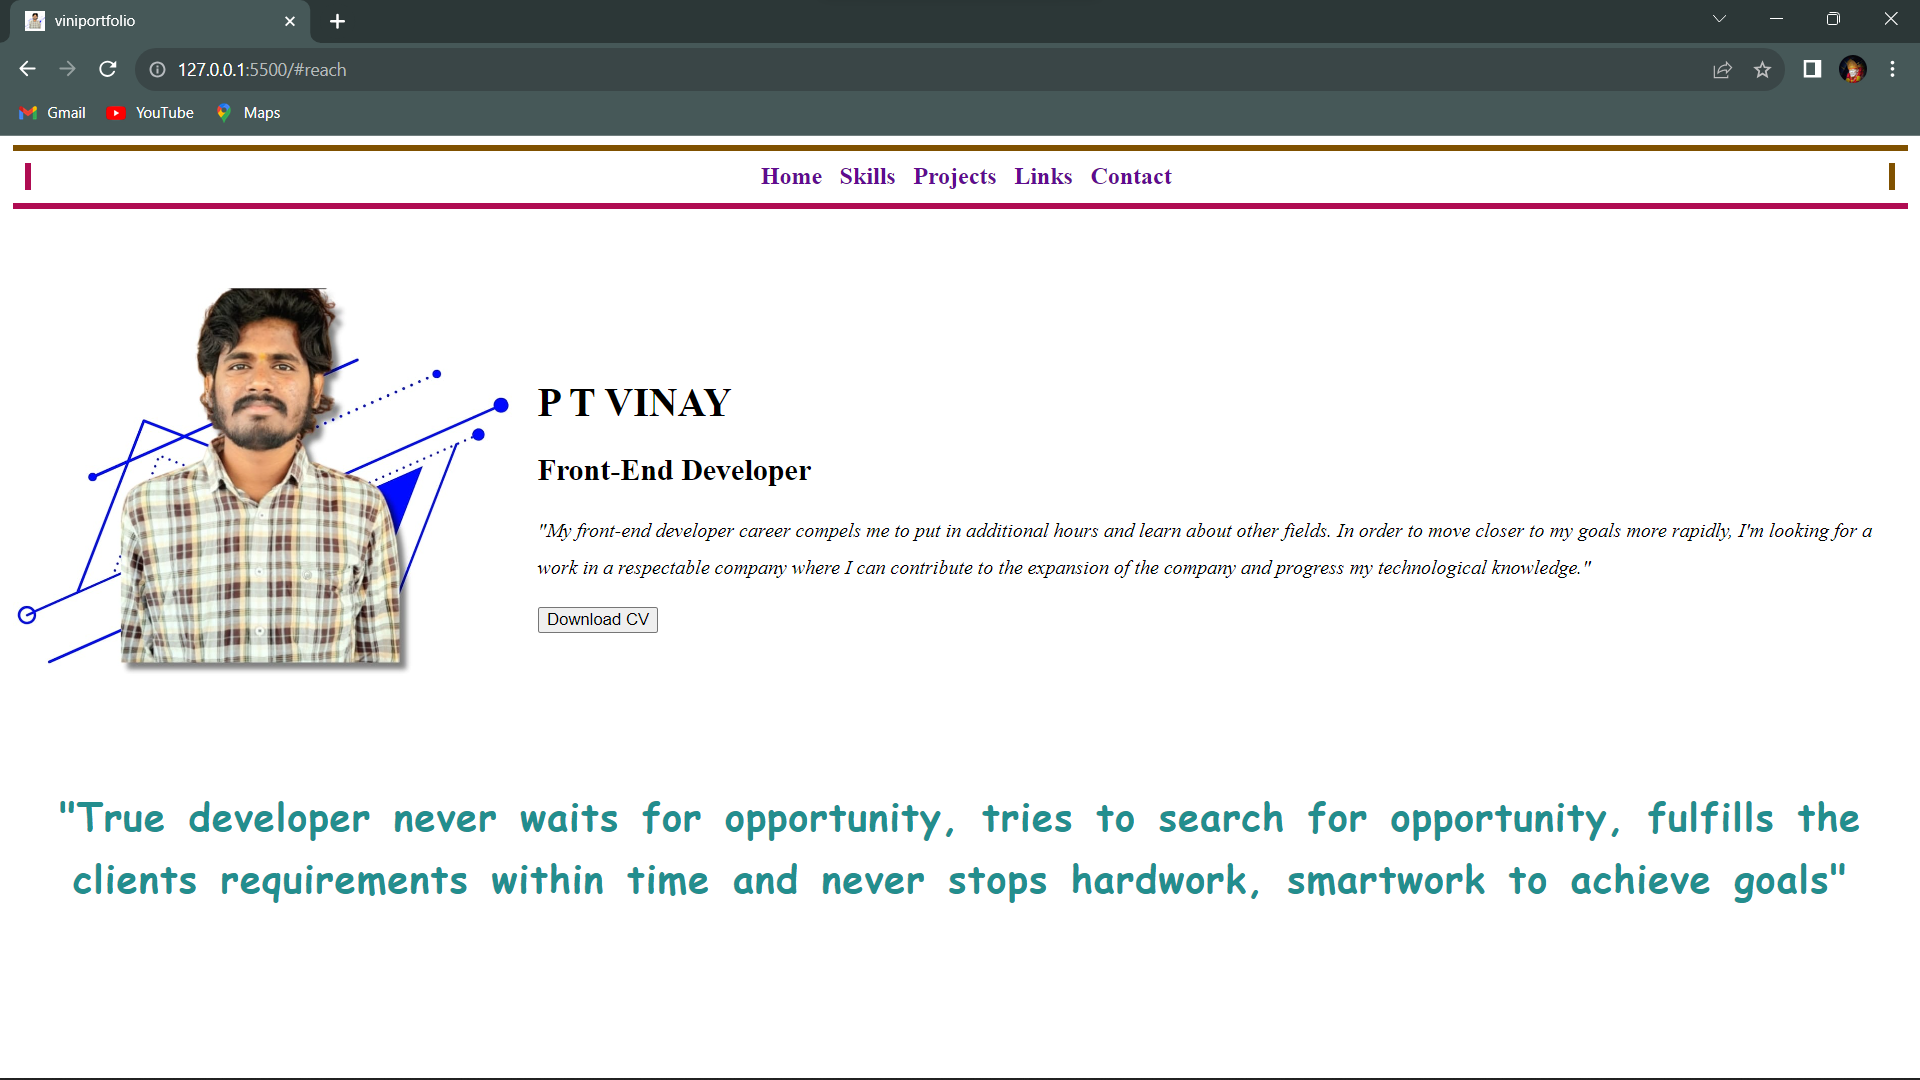 viniportfolio
127.0.0.1:5500/#reach
Gmail YouTube Maps
Home Skills Projects Links Contact
P T VINAY
Front-End Developer
"My front-end developer career compels me to put in additional hours and learn about other fields. In order to move closer to my goals more rapidly, I'm looking for a
work in a respectable company where I can contribute to the expansion of the company and progress my technological knowledge."
Download CV
"True developer never waits for opportunity, tries to search for opportunity, fulfills the
clients requirements within time and never stops hardwork, smartwork to achieve goals"